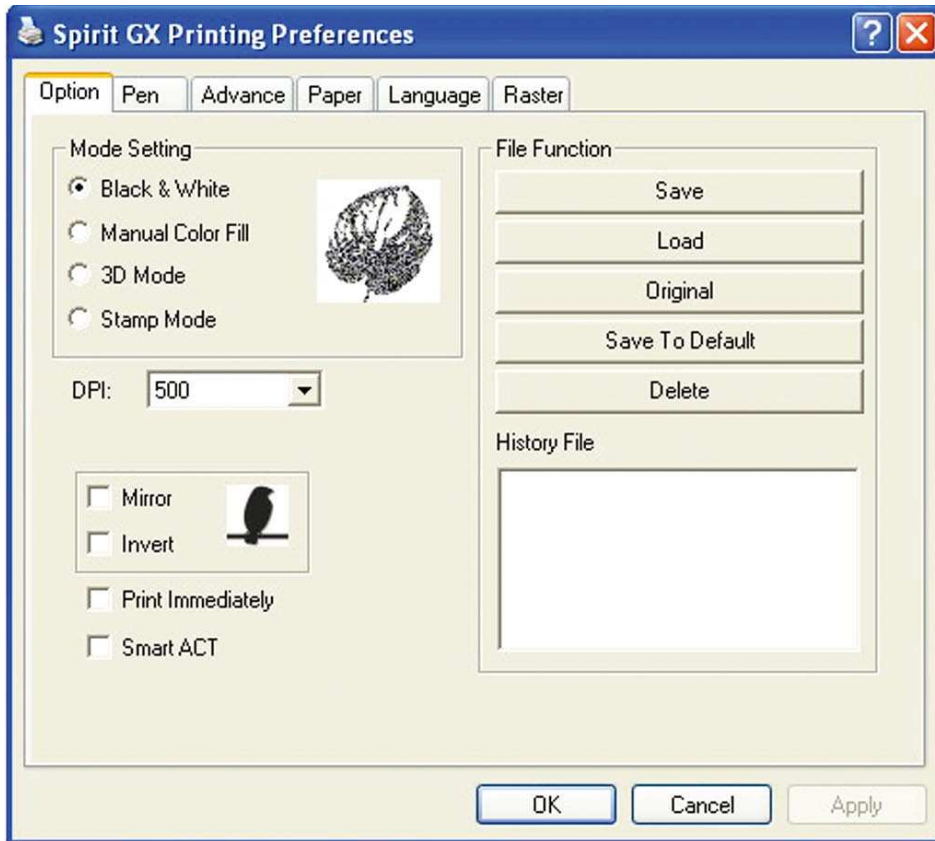 Spirit GX Printing Preferences
Option Pen Advance Paper Language Raster
Mode Setting
Black & White
Manual Color Fill
3D Mode
Stamp Mode
DPI: 500
Mirror
Invert
Print Immediately
Smart ACT
File Function
Save
Load
Original
Save To Default
Delete
History File
OK Cancel Apply